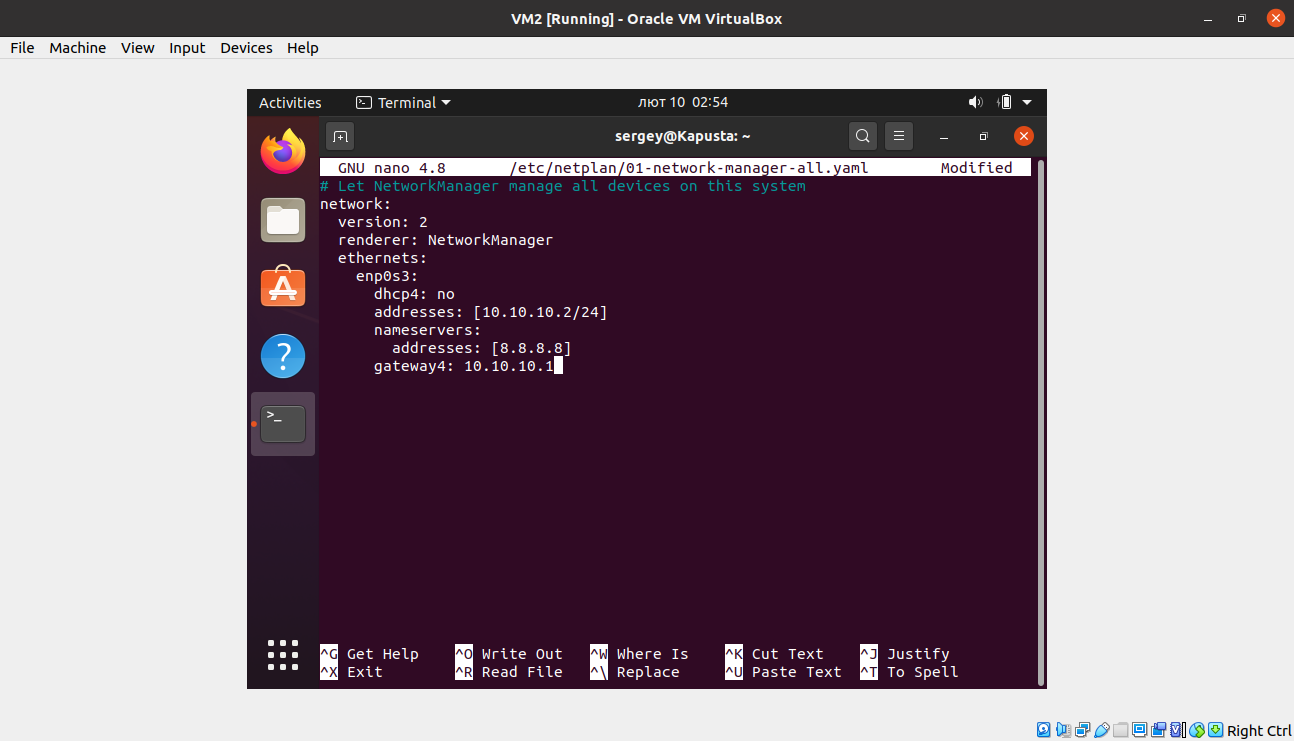 VM2 [Running] - Oracle VM VirtualBox
File Machine View Input Devices Help
Activities Terminal лют 10 02:54
sergey@Kapusta: ~
GNU nano 4.8 /etc/netplan/01-network-manager-all.yaml Modified
# Let NetworkManager manage all devices on this system
network:
version: 2
renderer: NetworkManager
ethernets:
enp0s3:
dhcp4: no
addresses: [10.10.10.2/24]
nameservers:
addresses: [8.8.8.8]
gateway4: 10.10.10.1
^G Get Help ^O Write Out ^W Where Is ^K Cut Text ^J Justify
^X Exit ^R Read File ^\ Replace ^U Paste Text ^T To Spell
Right Ctrl